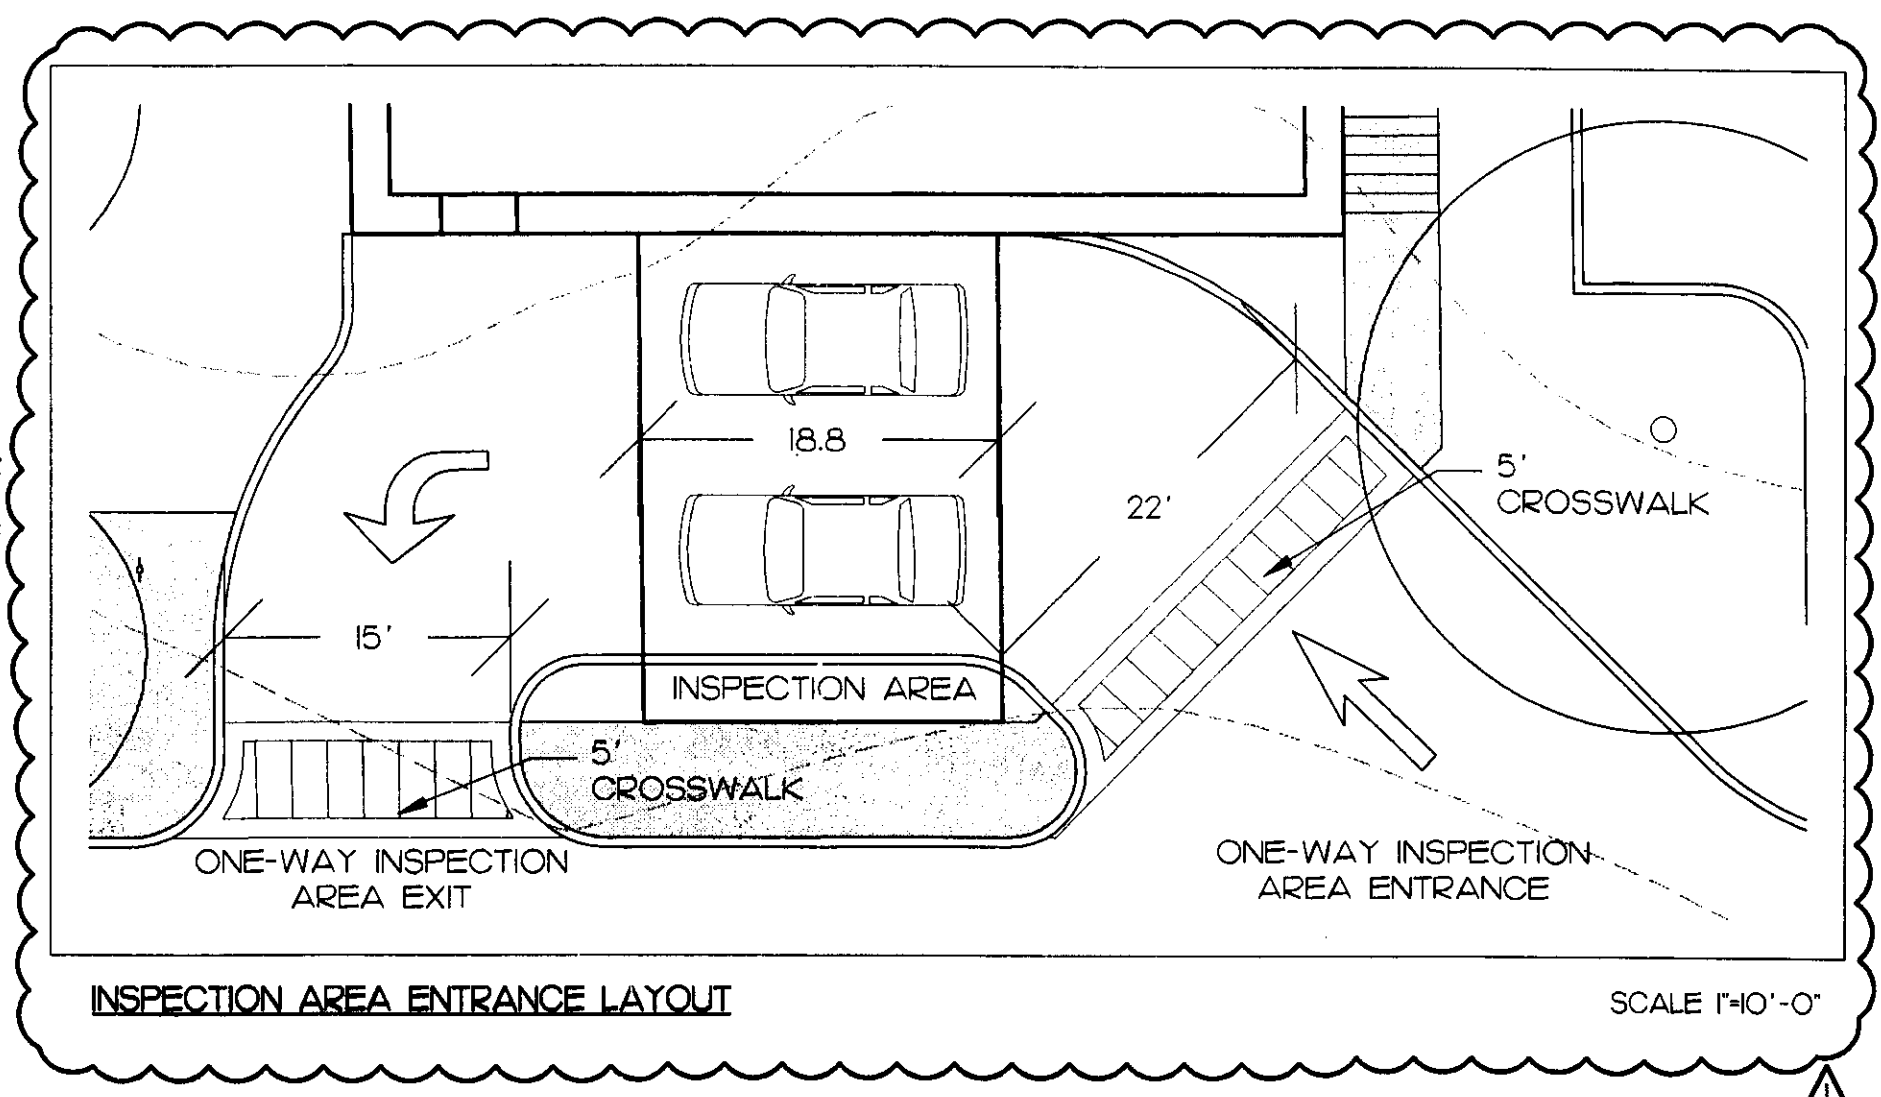 18.8
22'
5'
CROSSWALK
15'
INSPECTION AREA
5'
CROSSWALK
ONE-WAY INSPECTION
AREA EXIT
ONE-WAY INSPECTION
AREA ENTRANCE
INSPECTION AREA ENTRANCE LAYOUT
SCALE 1"=10'-0"
1